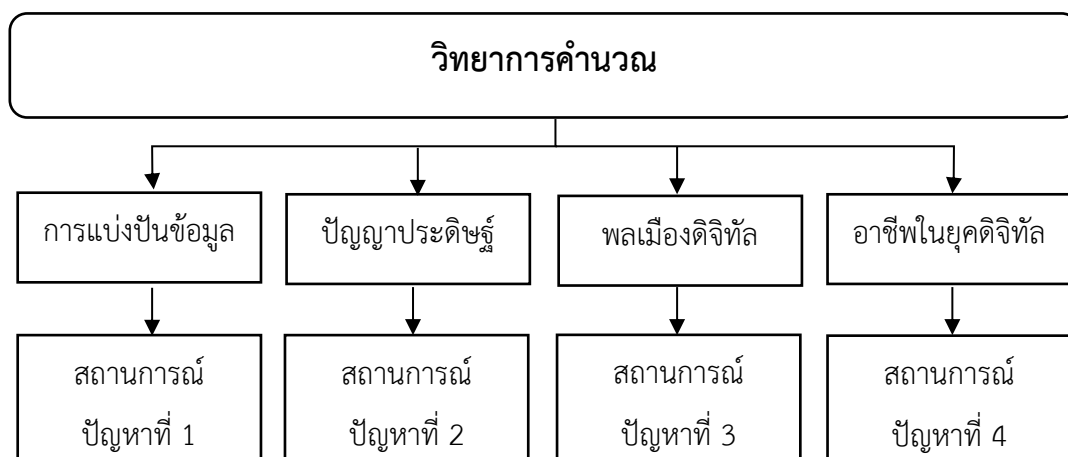 วิทยาการคำนวณ
การแบ่งปันข้อมูล
ปัญญาประดิษฐ์
พลเมืองดิจิทัล
อาชีพในยุคดิจิทัล
สถานการณ์
ปัญหาที่ 1
สถานการณ์
ปัญหาที่ 2
สถานการณ์
ปัญหาที่ 3
สถานการณ์
ปัญหาที่ 4